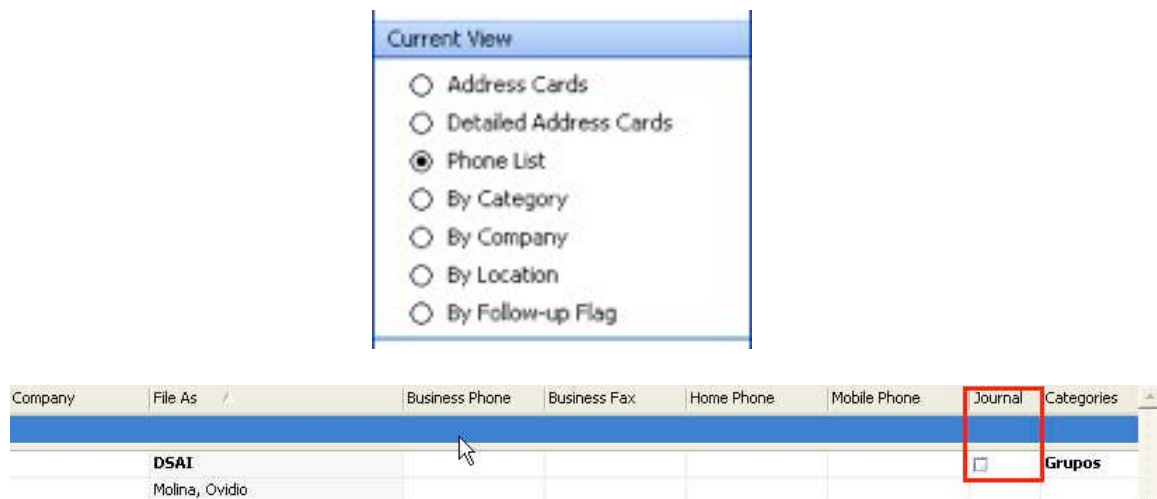 Current View
Address Cards
Detailed Address Cards
Phone List
By Category
By Company
By Location
By Follow-up Flag
Company File As Business Phone Business Fax Home Phone Mobile Phone Journal Categories
DSAI Grupos
Molina, Ovidio